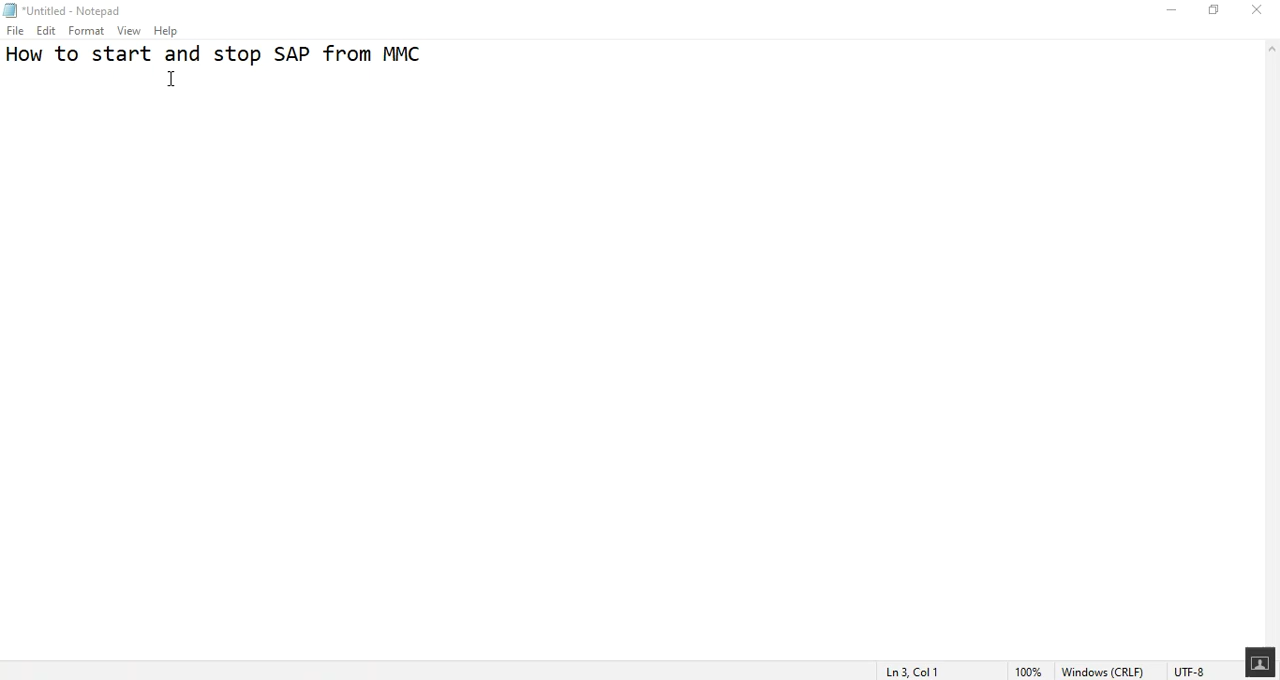 *Untitled - Notepad
File Edit Format View Help
How to start and stop SAP from MMC
Ln 3, Col 1 100% Windows (CRLF) UTF-8